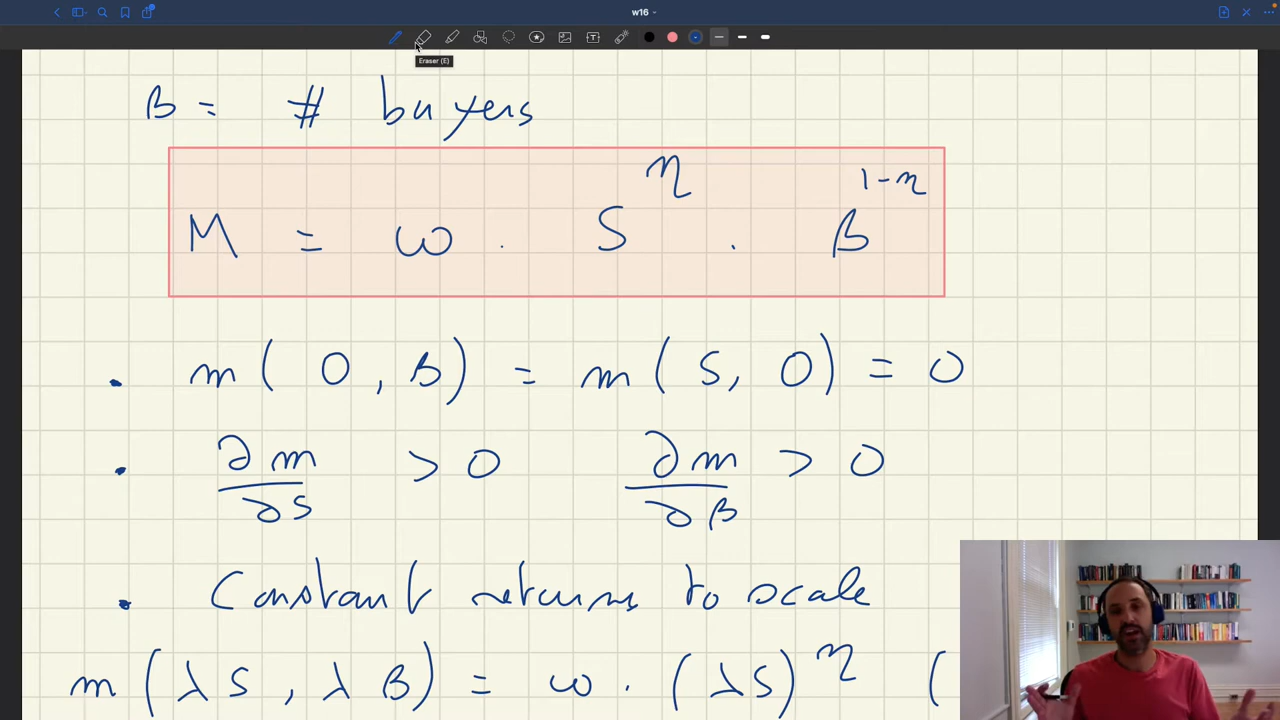 w16
Eraser (E)
B = # buyers
M = ω · S^η · B^{1-η}
• m( 0 , B ) = m( S, 0 ) = 0
• ∂m/∂S > 0 ∂m/∂B > 0
• Constant returns to scale
m( λS , λB ) = ω · (λS)^η (